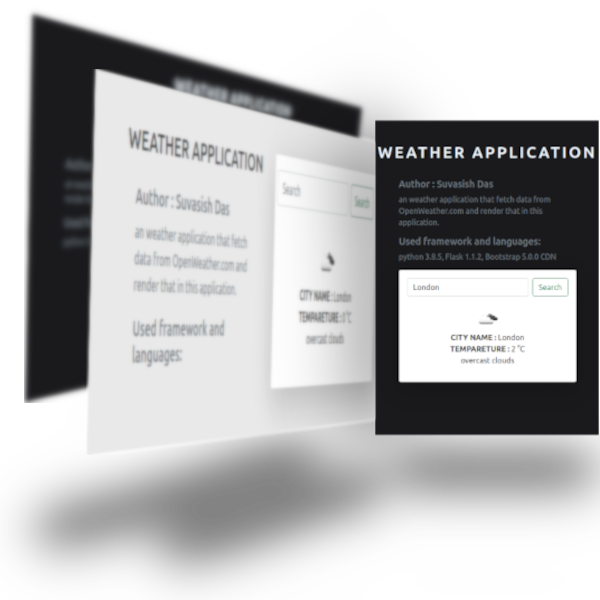 WEATHER APPLICATION
WEATHER APPLICATION
Author : Suvasish Das
an weather application that fetch
data from OpenWeather.com and
render that in this application.
Used framework and
languages:
Search
Search
CITY NAME : London
TEMPARETURE : 0 °C
overcast clouds
WEATHER APPLICATION
Author : Suvasish Das
an weather application that fetch data from
OpenWeather.com and render that in this
application.
Used framework and languages:
python 3.8.5, Flask 1.1.2, Bootstrap 5.0.0 CDN
London
Search
CITY NAME : London
TEMPARETURE : 2 °C
overcast clouds